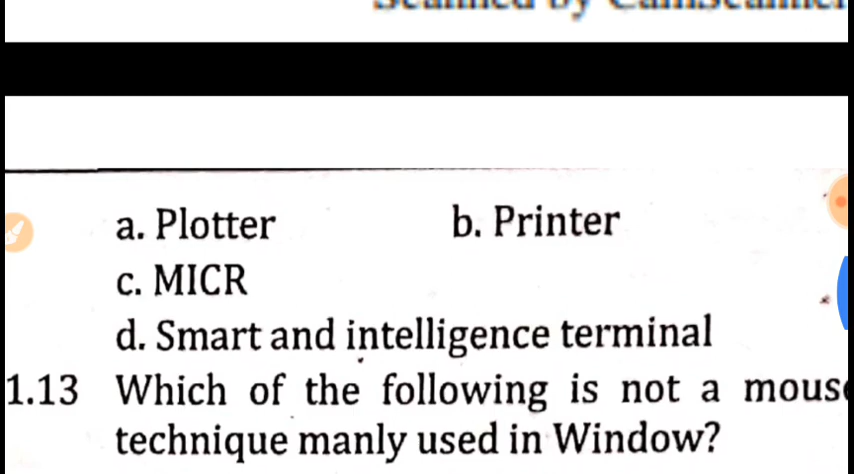 a. Plotter b. Printer
c. MICR
d. Smart and intelligence terminal
1.13 Which of the following is not a
technique manly used in Window?